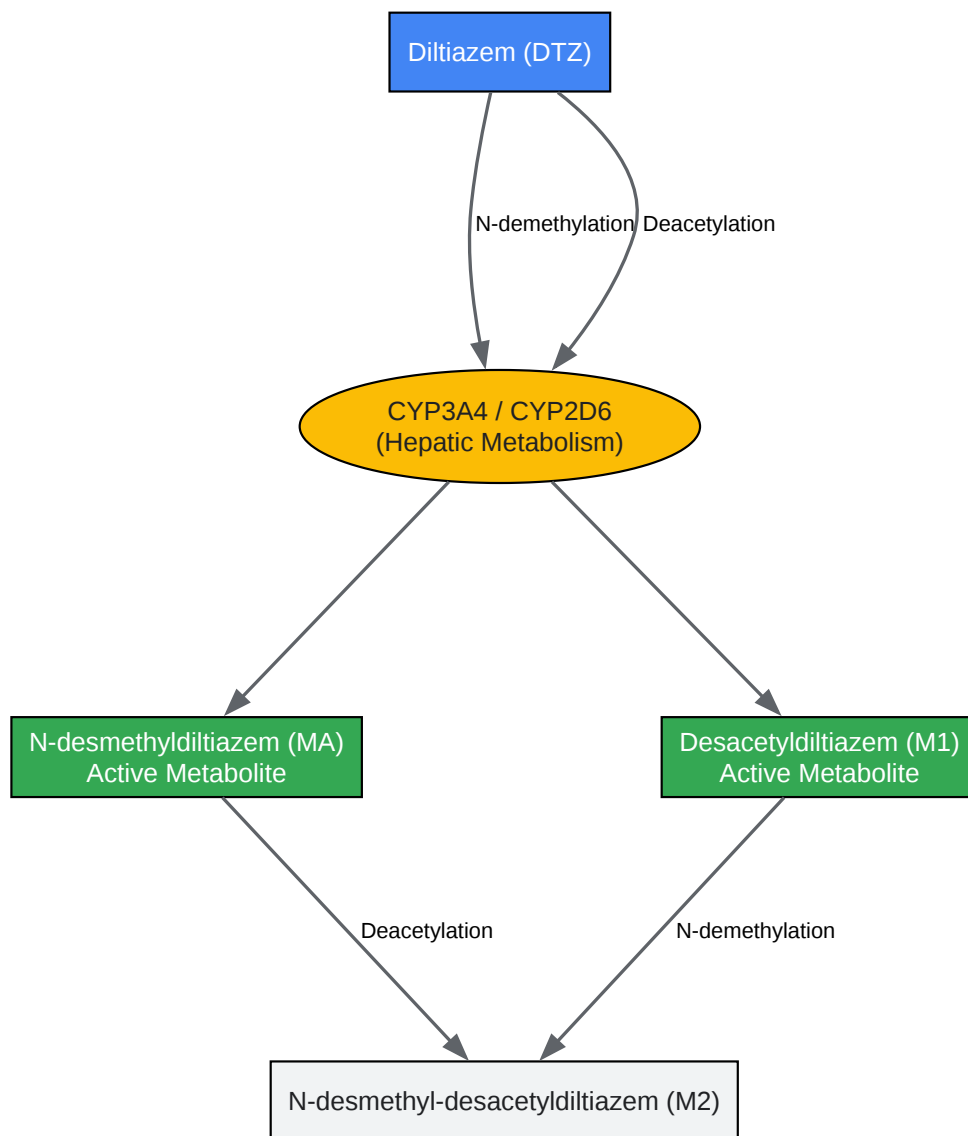 Diltiazem (DTZ)
N-demethylation
Deacetylation
CYP3A4 / CYP2D6
(Hepatic Metabolism)
N-desmethyldiltiazem (MA)
Active Metabolite
Desacetyldiltiazem (M1)
Active Metabolite
Deacetylation
N-demethylation
N-desmethyl-desacetyldiltiazem (M2)